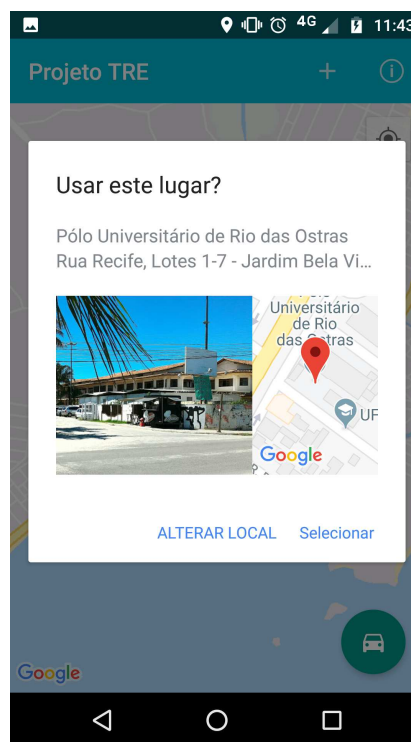 4G 11:43
Projeto TRE
Usar este lugar?
Pólo Universitário de Rio das Ostras
Rua Recife, Lotes 1-7 - Jardim Bela Vi...
Universitário
de Rio
das Ostras
UF
Google
ALTERAR LOCAL Selecionar
Google